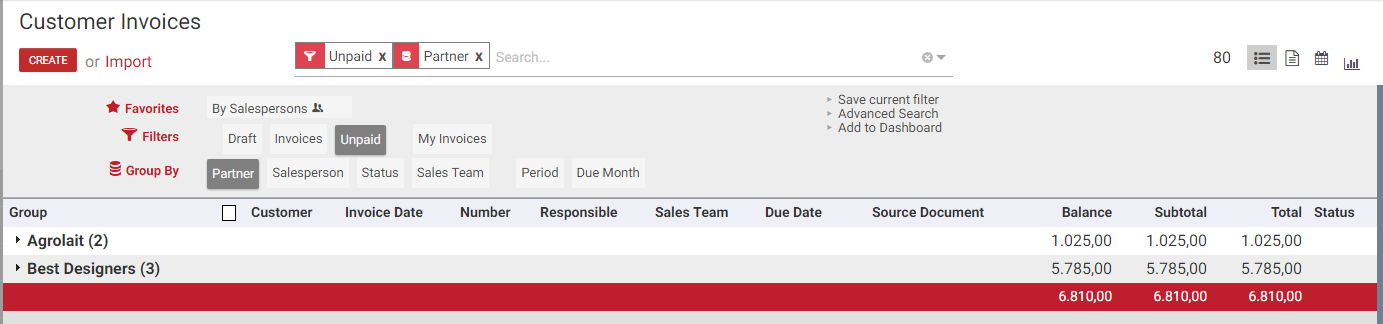 Customer Invoices
CREATE or Import
Unpaid x Partner x Search... 80
Favorites By Salespersons
Filters Draft Invoices Unpaid My Invoices
Group By Partner Salesperson Status Sales Team Period Due Month
Save current filter
Advanced Search
Add to Dashboard
Group Customer Invoice Date Number Responsible Sales Team Due Date Source Document Balance Subtotal Total Status
Agrolait (2) 1.025,00 1.025,00 1.025,00
Best Designers (3) 5.785,00 5.785,00 5.785,00
6.810,00 6.810,00 6.810,00